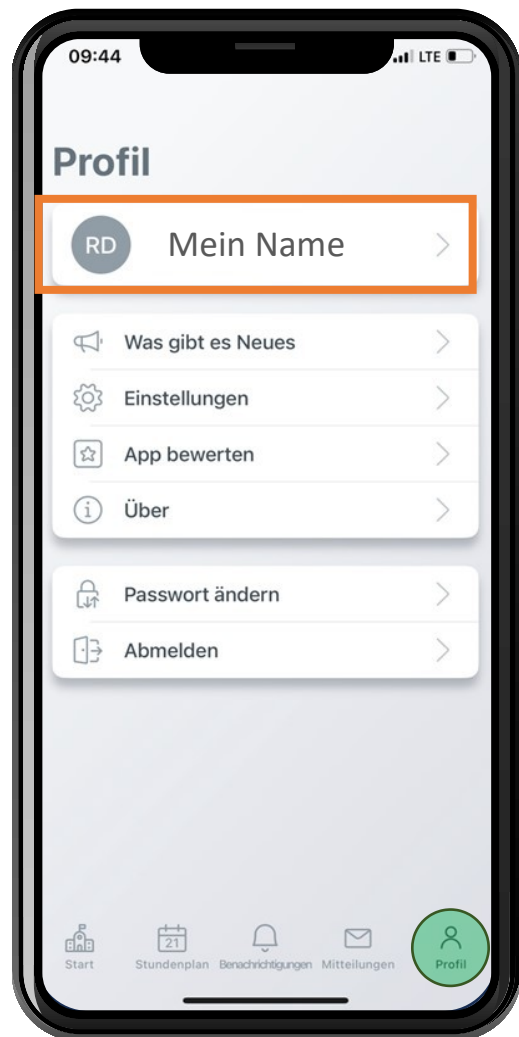 09:44 LTE
Profil
RD Mein Name
Was gibt es Neues
Einstellungen
App bewerten
i Über
Passwort ändern
Abmelden
21
Start Stundenplan Benachrichtigungen Mitteilungen Profil